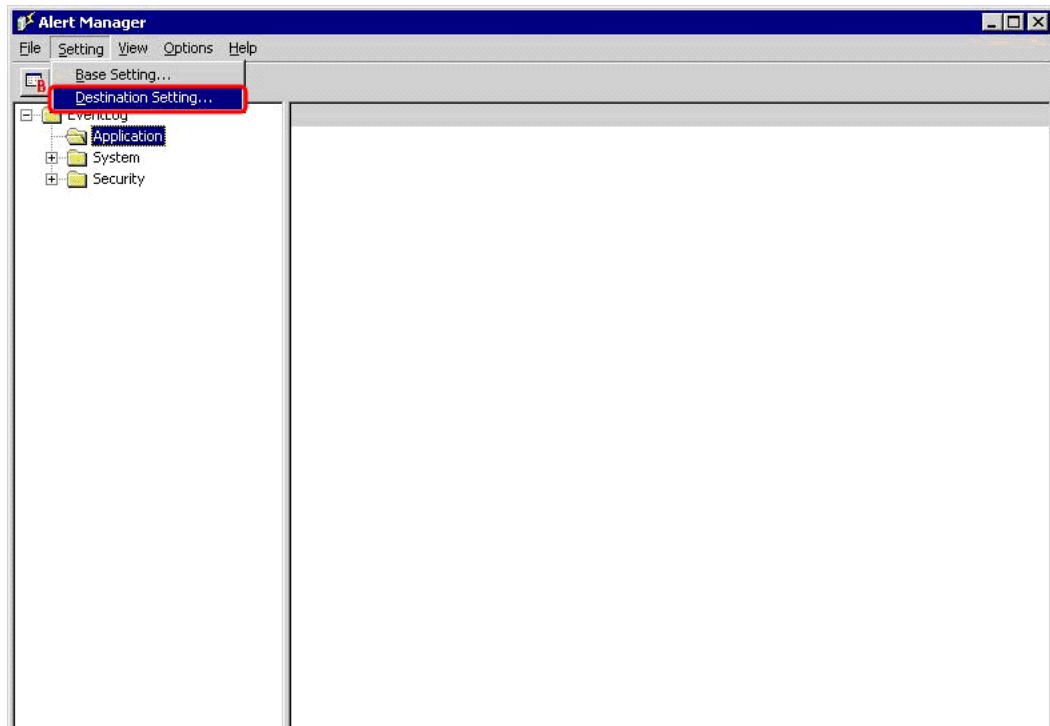 Alert Manager
File Setting View Options Help
Base Setting...
Destination Setting...
B
EventLog
Application
System
Security